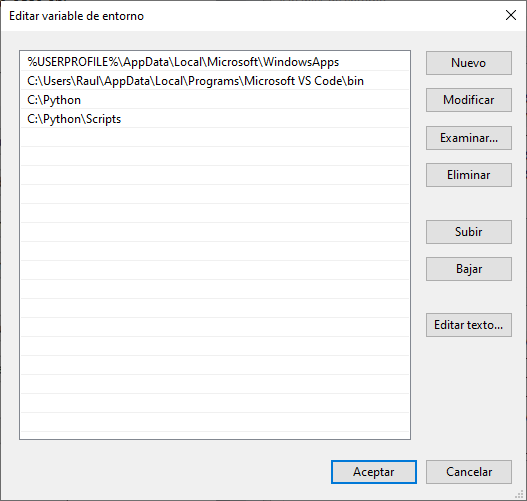 Editar variable de entorno
%USERPROFILE%\AppData\Local\Microsoft\WindowsApps
C:\Users\Raul\AppData\Local\Programs\Microsoft VS Code\bin
C:\Python
C:\Python\Scripts
Nuevo
Modificar
Examinar...
Eliminar
Subir
Bajar
Editar texto...
Aceptar
Cancelar